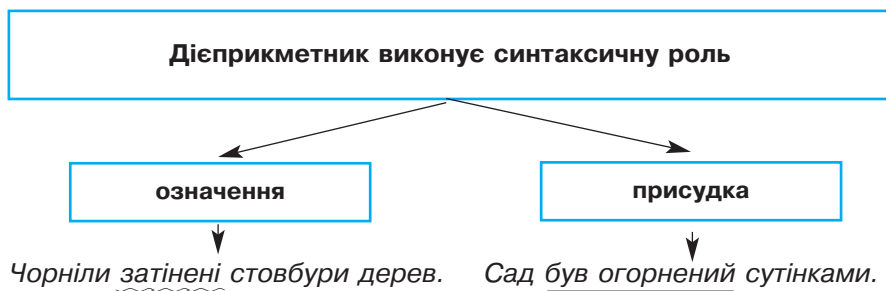 Дієприкметник виконує синтаксичну роль
означення
присудка
Чорніли затінені стовбури дерев.
Сад був огорнений сутінками.